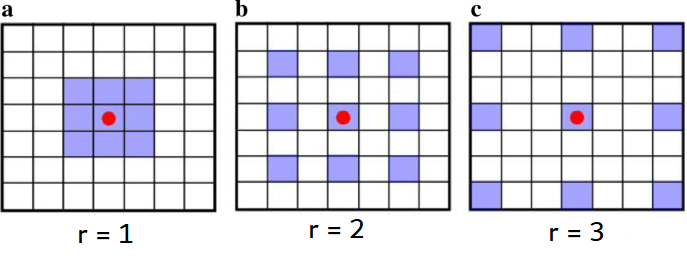 a
b
c
r = 1
r = 2
r = 3